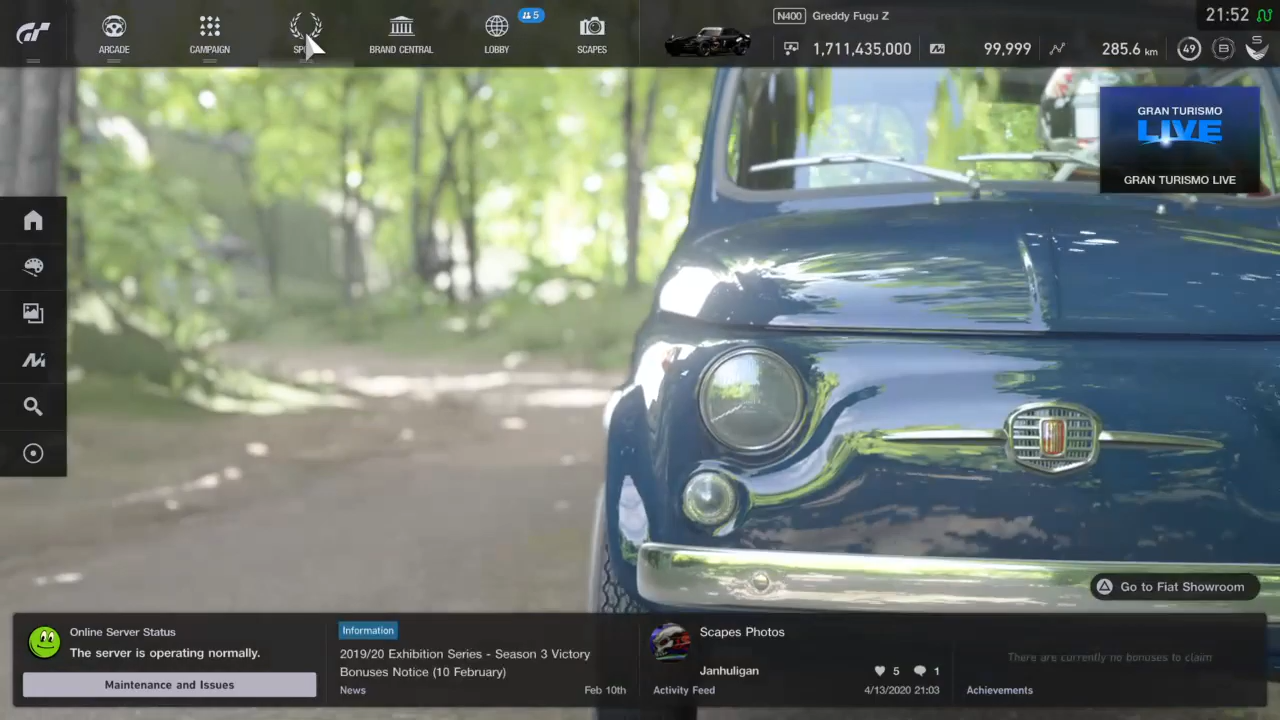 N400 Greddy Fugu Z
21:52
ARCADE
CAMPAIGN
BRAND CENTRAL
LOBBY
5
SCAPES
1,711,435,000
99,999
285.6 km
49
B
S
GRAN TURISMO
LIVE
GRAN TURISMO LIVE
Go to Fiat Showroom
Online Server Status
The server is operating normally.
Maintenance and Issues
Information
2019/20 Exhibition Series - Season 3 Victory
Bonuses Notice (10 February)
News
Feb 10th
Scapes Photos
Janhuligan
5
1
Activity Feed
4/13/2020 21:03
There are currently no bonuses to claim
Achievements